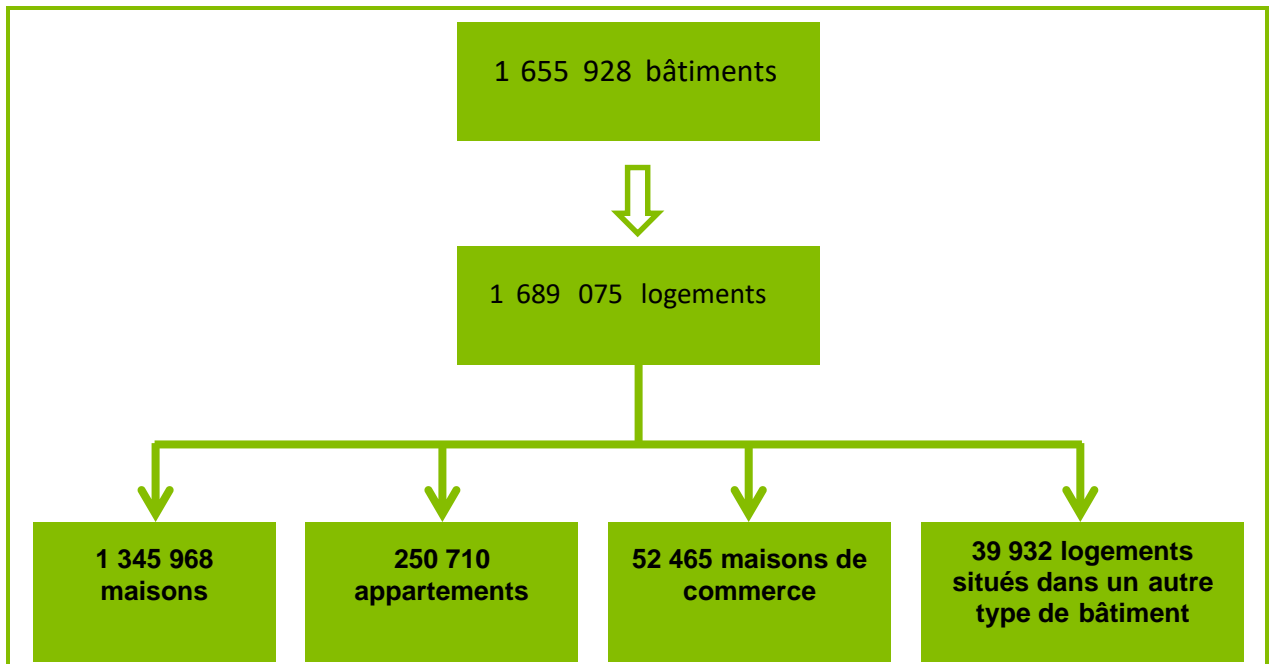 1 655 928 bâtiments
1 689 075 logements
1 345 968
maisons
250 710
appartements
52 465 maisons de
commerce
39 932 logements
situés dans un autre
type de bâtiment